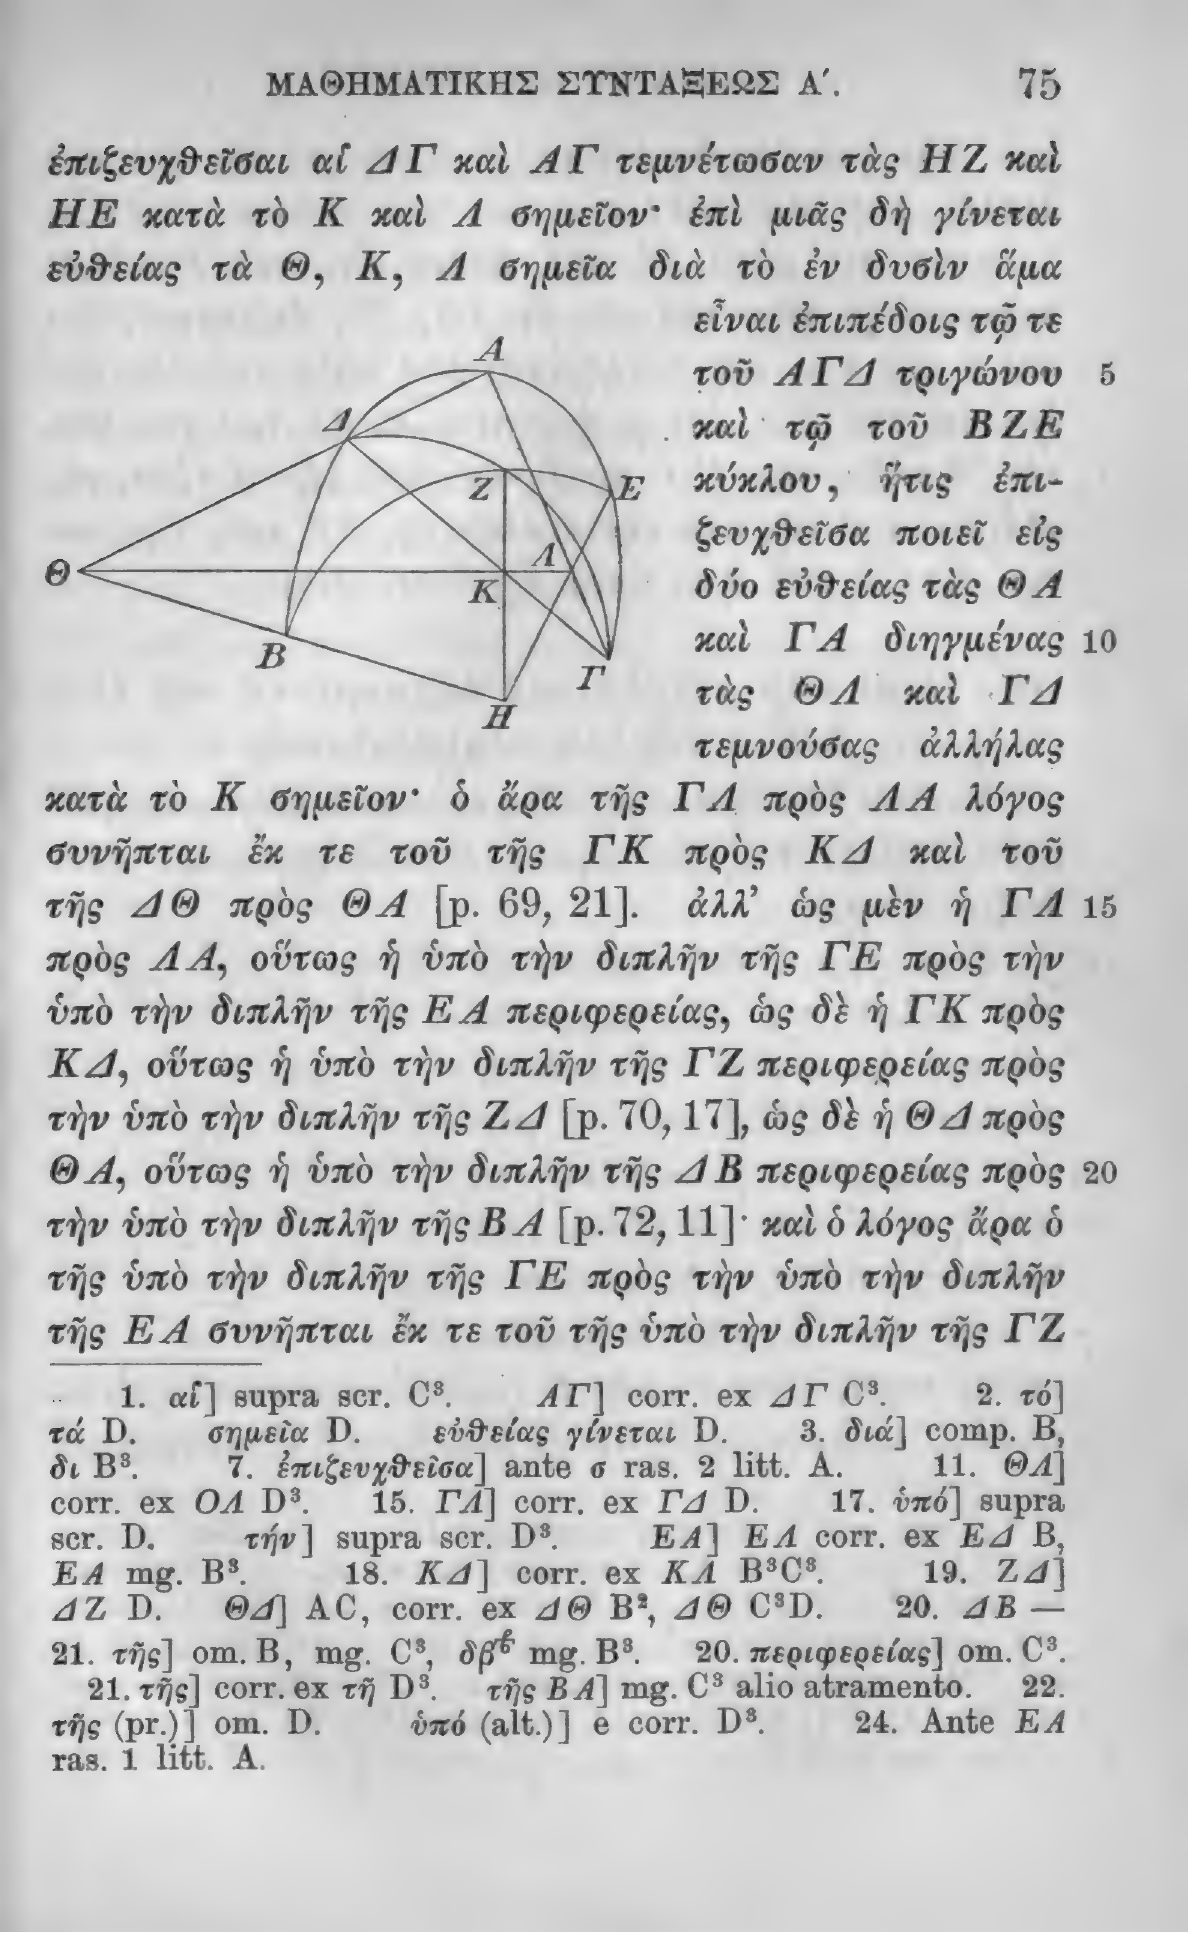 ΜΑΘΗΜΑΤΙΚΗΣ ΣΥΝΤΑΞΕΩΣ Α΄. 75
ἐπιζευχθεῖσαι αἱ ΔΓ καὶ ΑΓ τεμνέτωσαν τὰς ΗΖ καὶ
ΗΕ κατὰ τὸ Κ καὶ Λ σημεῖον· ἐπὶ μιᾶς δὴ γίνεται
εὐθείας τὰ Θ, Κ, Λ σημεῖα διὰ τὸ ἐν δυσὶν ἅμα
εἶναι ἐπιπέδοις τῷ τε
τοῦ ΑΓΔ τριγώνου 5
καὶ τῷ τοῦ ΒΖΕ
κύκλου, ἥτις ἐπι-
ζευχθεῖσα ποιεῖ εἰς
δύο εὐθείας τὰς ΘΑ
καὶ ΓΑ διηγμένας 10
τὰς ΘΛ καὶ ΓΔ
τεμνούσας ἀλλήλας
Α
Δ
Ζ
Ε
Λ
Θ
Κ
Β
Γ
Η
κατὰ τὸ Κ σημεῖον· ὁ ἄρα τῆς ΓΛ πρὸς ΛΑ λόγος
συνῆπται ἔκ τε τοῦ τῆς ΓΚ πρὸς ΚΔ καὶ τοῦ
τῆς ΔΘ πρὸς ΘΑ [p. 69, 21]. ἀλλ’ ὡς μὲν ἡ ΓΛ 15
πρὸς ΛΑ, οὕτως ἡ ὑπὸ τὴν διπλῆν τῆς ΓΕ πρὸς τὴν
ὑπὸ τὴν διπλῆν τῆς ΕΑ περιφερείας, ὡς δὲ ἡ ΓΚ πρὸς
ΚΔ, οὕτως ἡ ὑπὸ τὴν διπλῆν τῆς ΓΖ περιφερείας πρὸς
τὴν ὑπὸ τὴν διπλῆν τῆς ΖΔ [p. 70, 17], ὡς δὲ ἡ ΘΔ πρὸς
ΘΑ, οὕτως ἡ ὑπὸ τὴν διπλῆν τῆς ΔΒ περιφερείας πρὸς 20
τὴν ὑπὸ τὴν διπλῆν τῆς ΒΑ [p. 72, 11]· καὶ ὁ λόγος ἄρα ὁ
τῆς ὑπὸ τὴν διπλῆν τῆς ΓΕ πρὸς τὴν ὑπὸ τὴν διπλῆν
τῆς ΕΑ συνῆπται ἔκ τε τοῦ τῆς ὑπὸ τὴν διπλῆν τῆς ΓΖ
1. αἱ] supra scr. C³. ΑΓ] corr. ex ΔΓ C³. 2. τό]
τά D. σημεῖα D. εὐθείας γίνεται D. 3. διά] comp. B,
δι B³. 7. ἐπιζευχθεῖσα] ante σ ras. 2 litt. A. 11. ΘΛ]
corr. ex ΟΛ D³. 15. ΓΛ] corr. ex ΓΔ D. 17. ὑπό] supra
scr. D. τήν] supra scr. D³. ΕΑ] ΕΑ corr. ex ΕΔ B,
ΕΑ mg. B³. 18. ΚΔ] corr. ex ΚΛ B³C³. 19. ΖΔ]
ΔΖ D. ΘΔ] AC, corr. ex ΔΘ B², ΔΘ C³D. 20. ΔΒ —
21. τῆς] om. B, mg. C³, mg. B³. 20. περιφερείας] om. C³.
21. τῆς] corr. ex τῇ D³. τῆς ΒΑ] mg. C³ alio atramento. 22.
τῆς (pr.)] om. D. ὑπό (alt.)] e corr. D³. 24. Ante ΕΑ
ras. 1 litt. A.